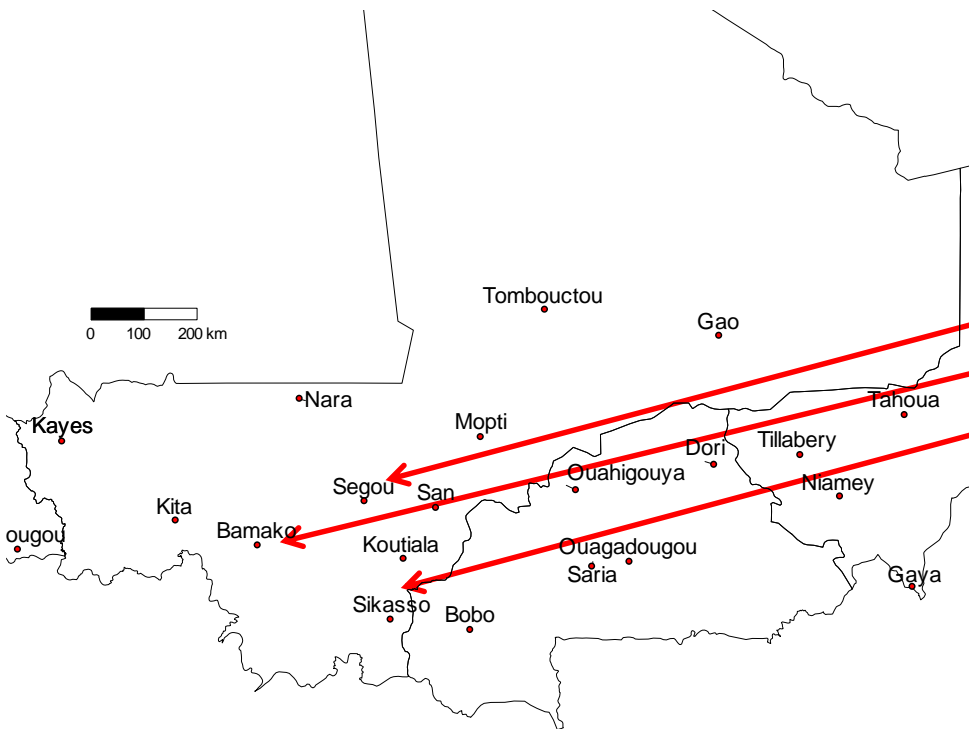 Tombouctou
Gao
0 100 200 km
Nara
Tahoua
Kayes
Mopti
Dori
Tillabery
Ouahigouya
Segou
San
Niamey
Kita
ougou
Bamako
Koutiala
Ouagadougou
Saria
Gaya
Sikasso
Bobo